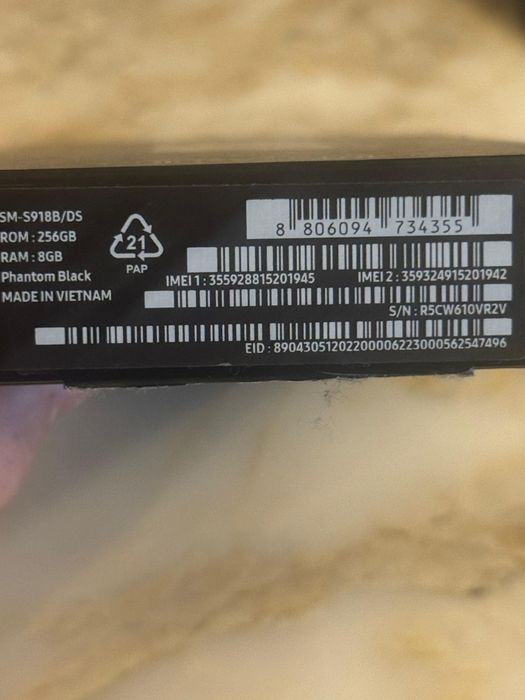 SM-S918B/DS
ROM : 256GB
RAM : 8GB
Phantom Black
MADE IN VIETNAM
21
PAP
8 806094 734355
IMEI 1 : 355928815201945 IMEI 2 : 359324915201942
S/N : R5CW610VR2V
EID : 89043051202200006223000562547496